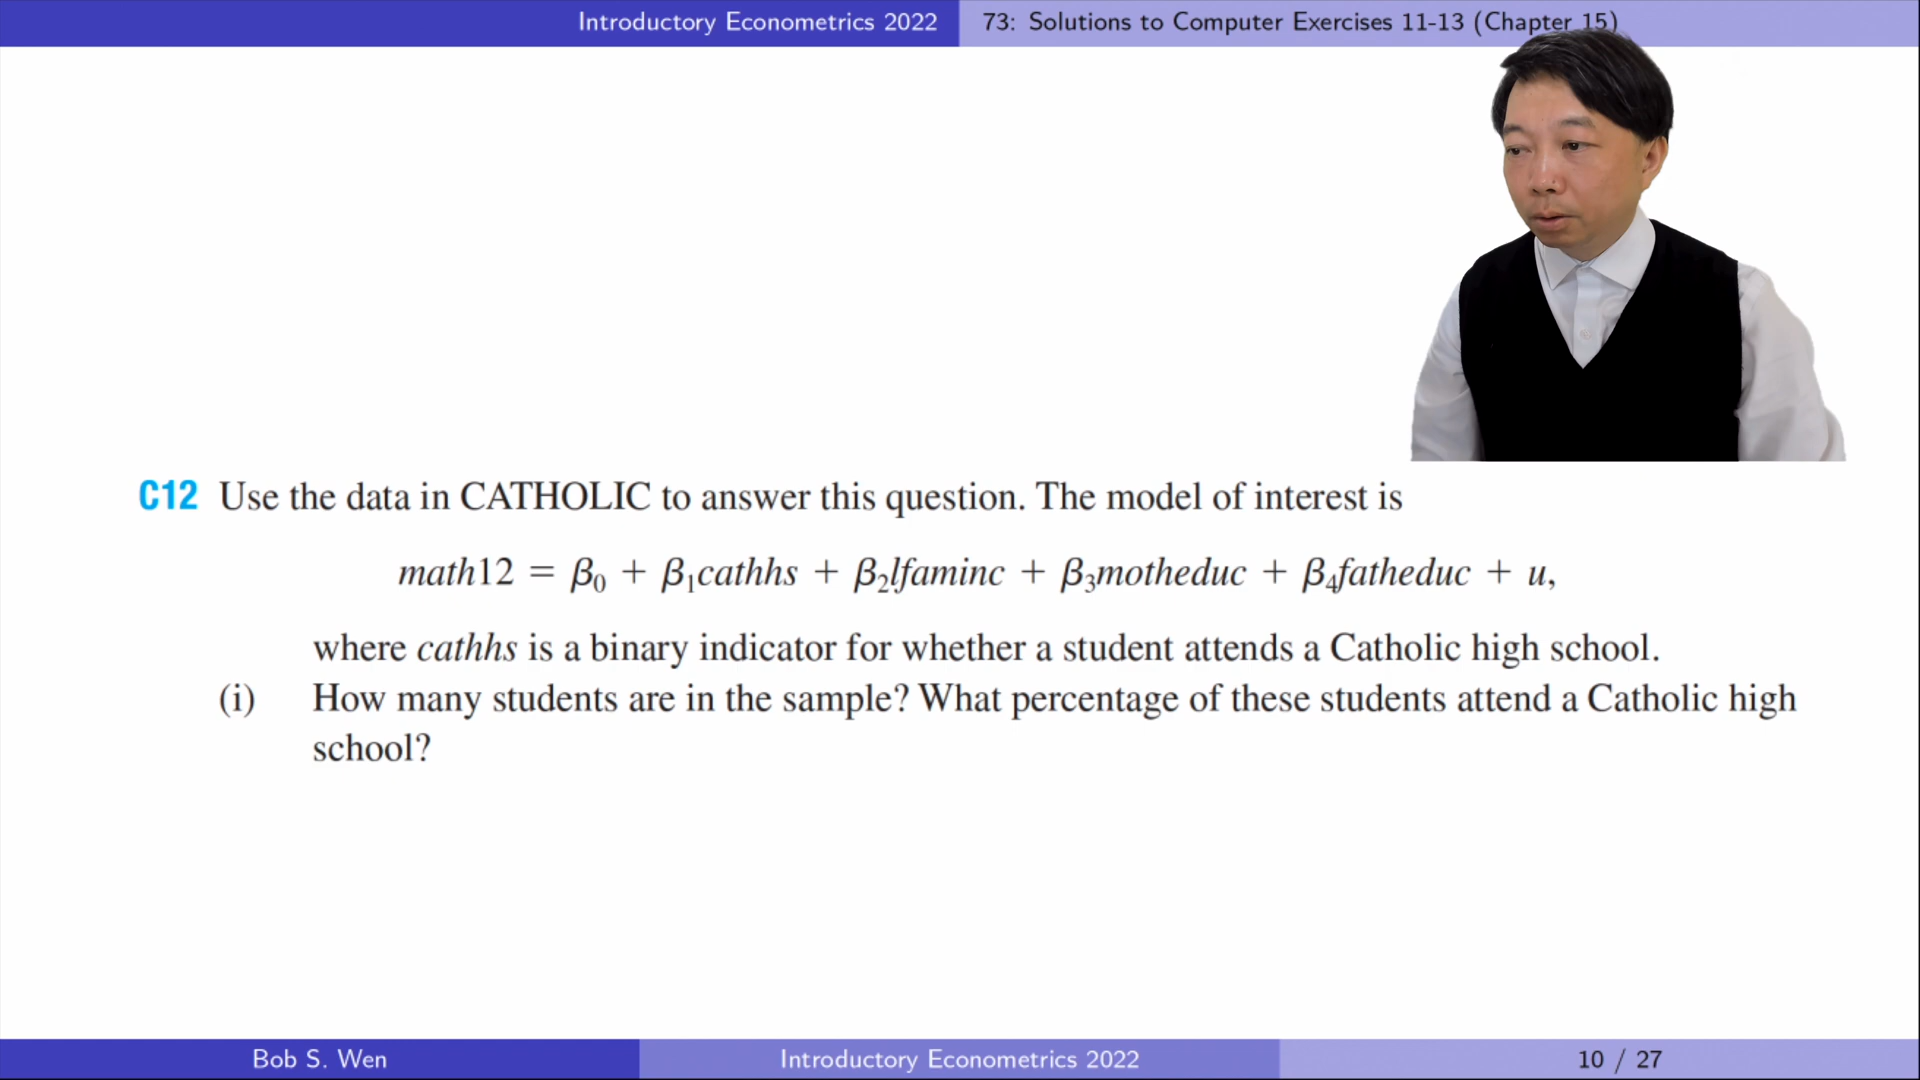 Introductory Econometrics 2022
73: Solutions to Computer Exercises 11-13 (Chapter 15)
C12 Use the data in CATHOLIC to answer this question. The model of interest is
math12 = β₀ + β₁cathhs + β₂lfaminc + β₃motheduc + β₄fatheduc + u,
where cathhs is a binary indicator for whether a student attends a Catholic high school.
(i) How many students are in the sample? What percentage of these students attend a Catholic high
school?
Bob S. Wen
Introductory Econometrics 2022
10 / 27